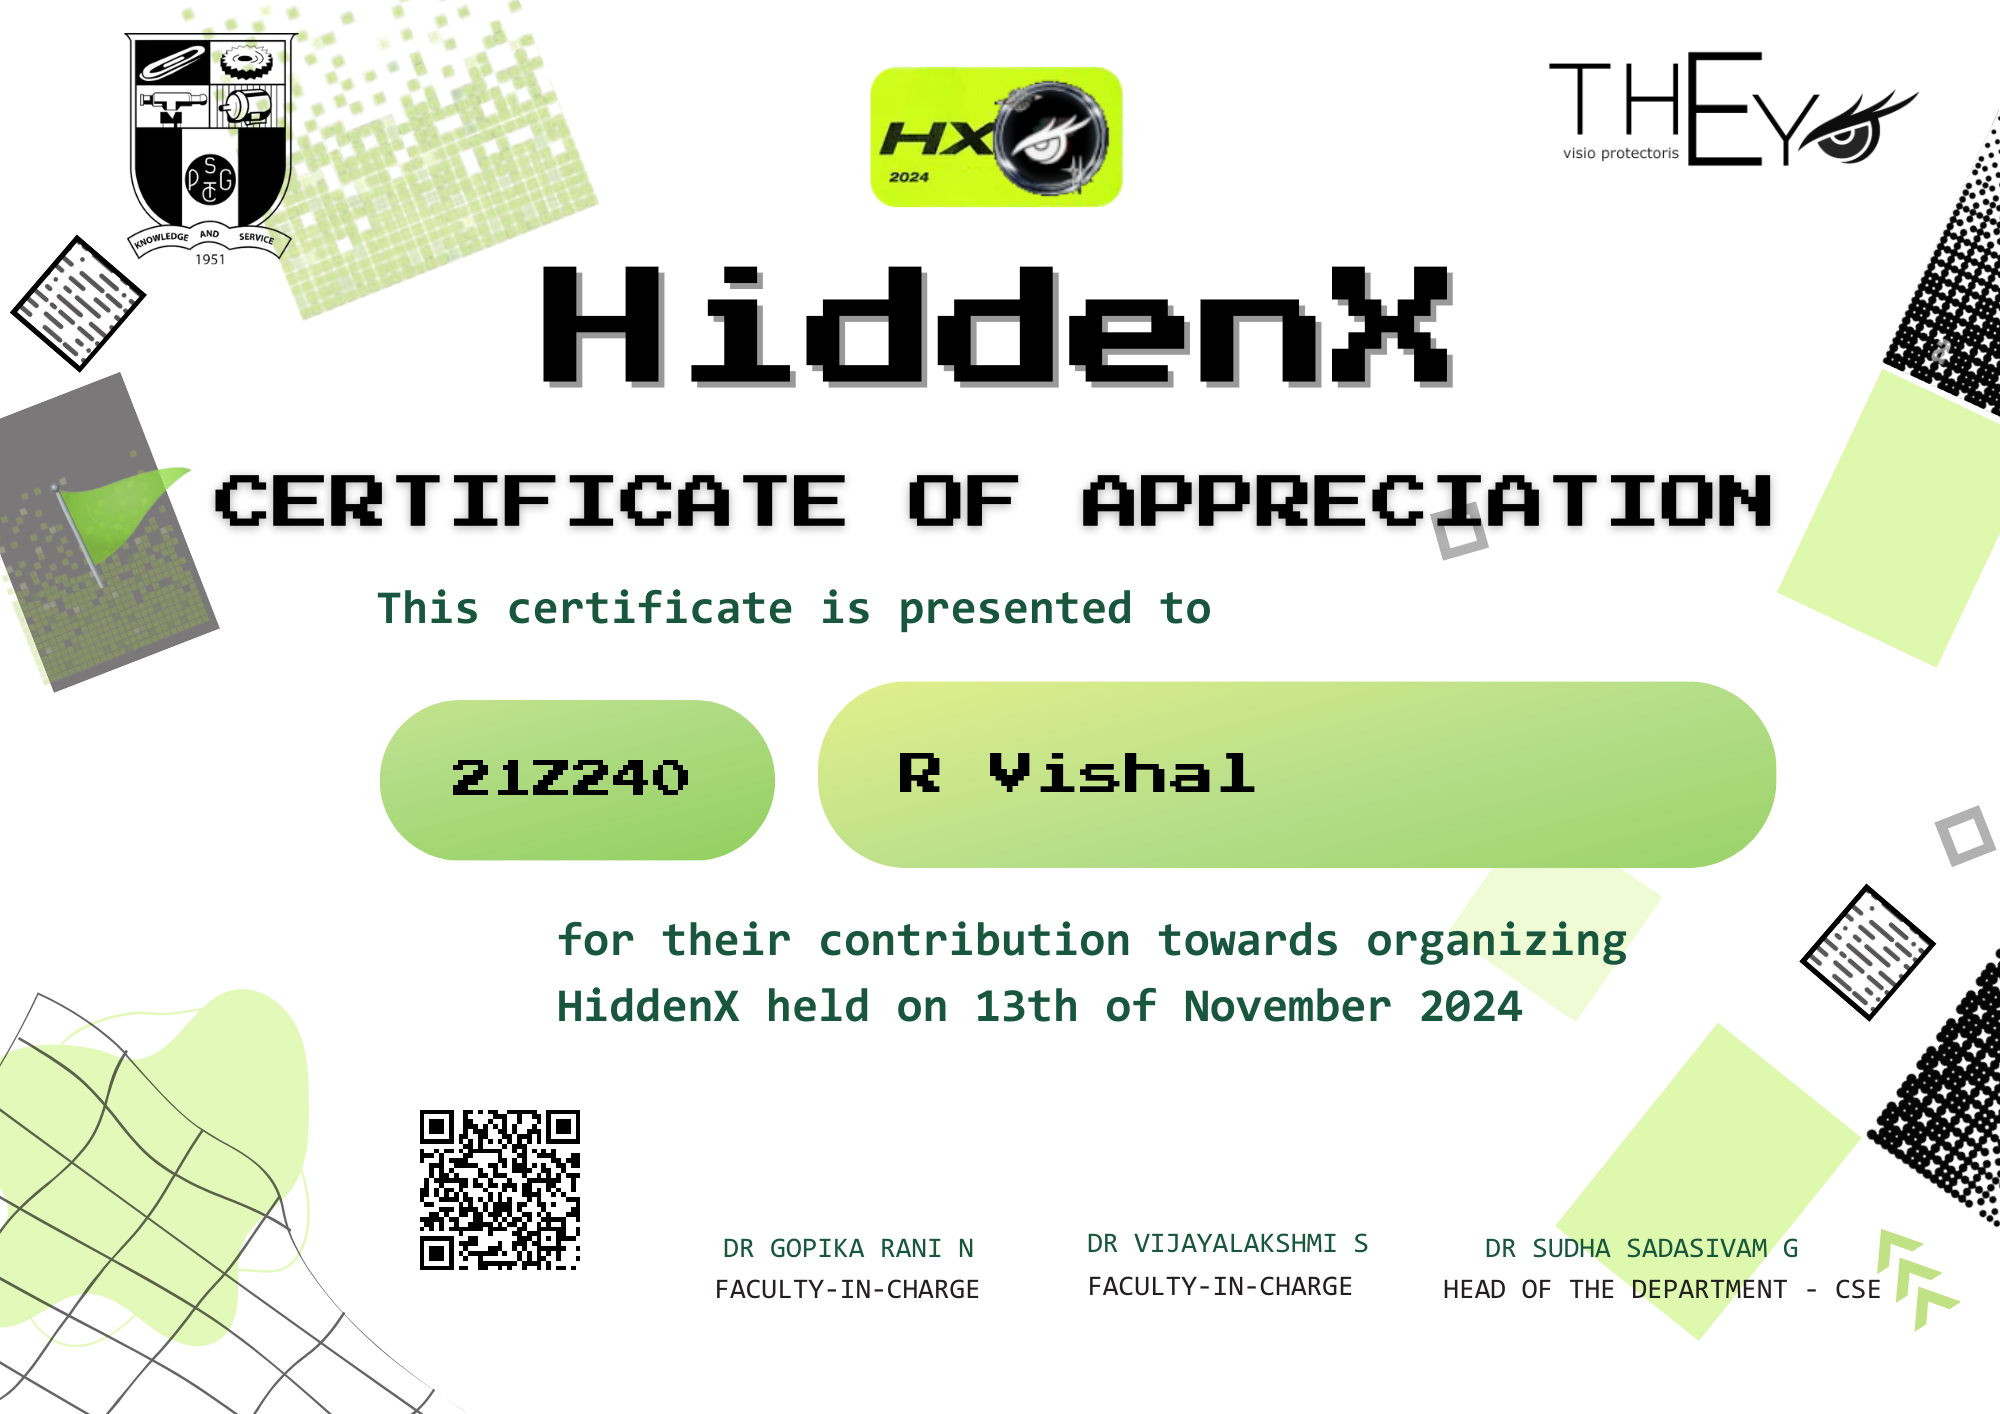 S
P T G
C
KNOWLEDGE AND SERVICE
1951
HX
2024
THEY
visio protectoris
HiddenX
CERTIFICATE OF APPRECIATION
This certificate is presented to
21Z240
R Vishal
for their contribution towards organizing
HiddenX held on 13th of November 2024
DR GOPIKA RANI N
FACULTY-IN-CHARGE
DR VIJAYALAKSHMI S
FACULTY-IN-CHARGE
DR SUDHA SADASIVAM G
HEAD OF THE DEPARTMENT - CSE